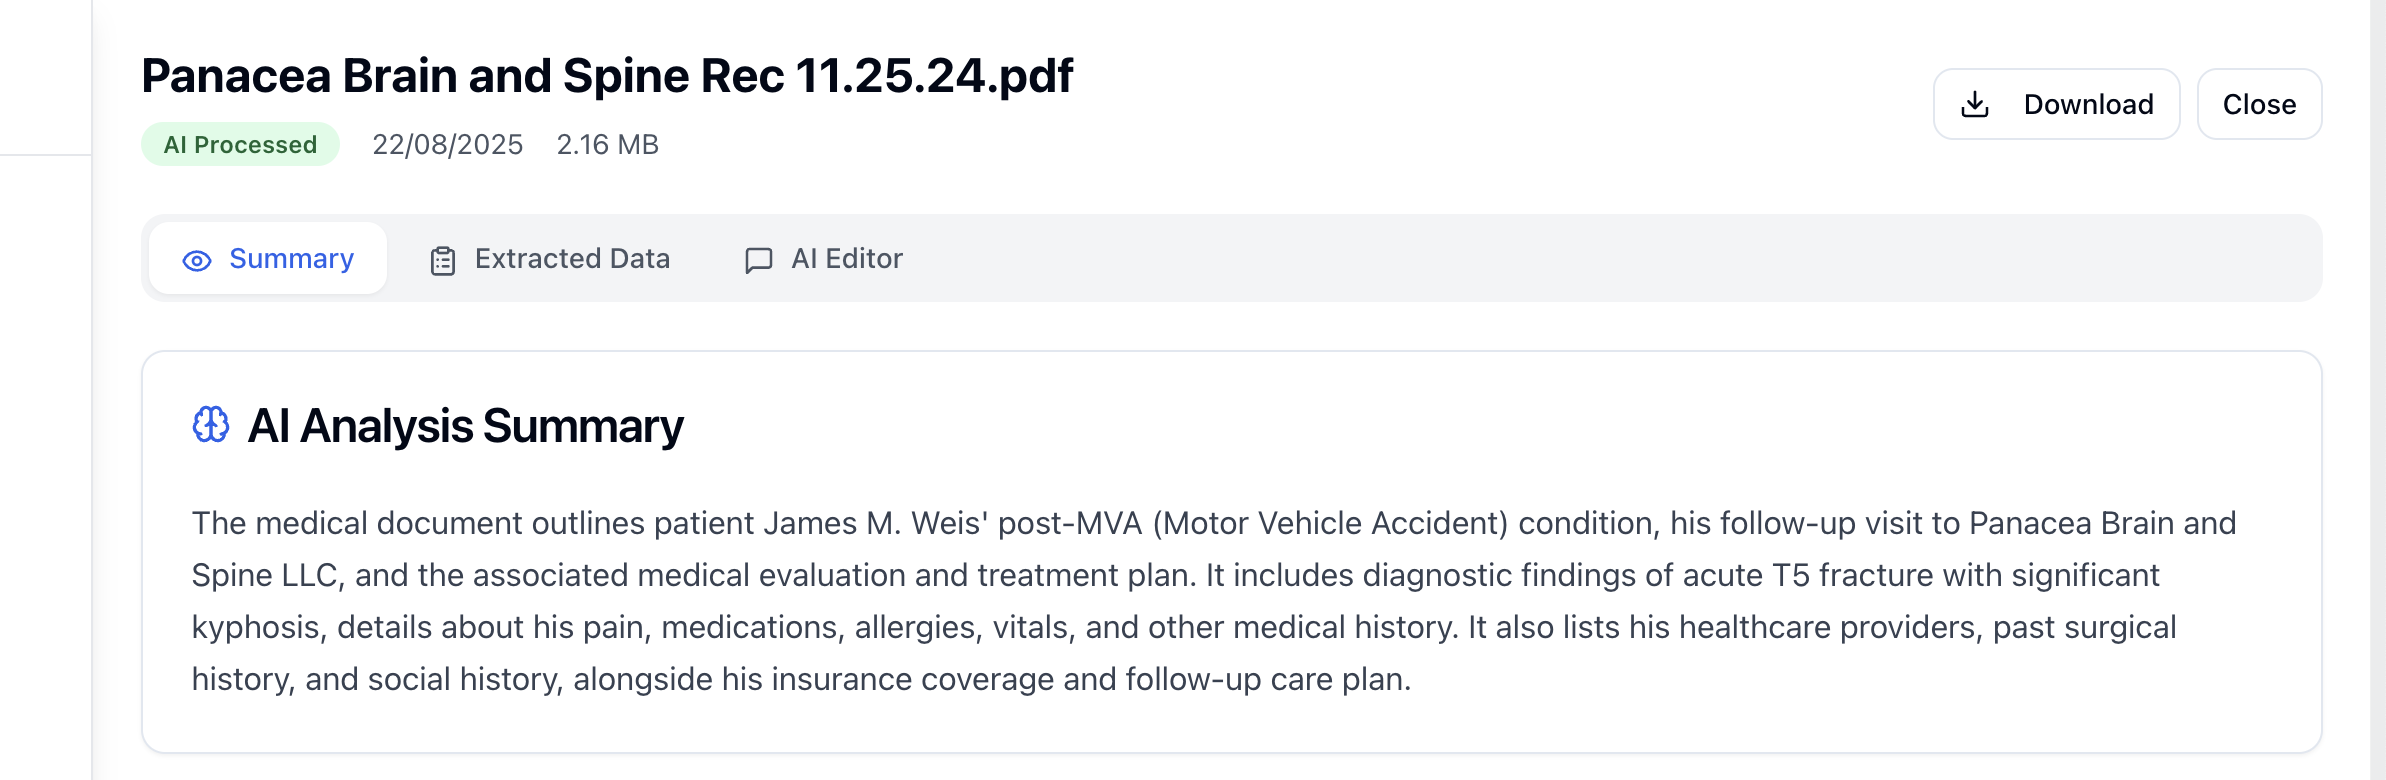 Panacea Brain and Spine Rec 11.25.24.pdf
AI Processed 22/08/2025 2.16 MB
Download Close
Summary Extracted Data AI Editor
AI Analysis Summary
The medical document outlines patient James M. Weis' post-MVA (Motor Vehicle Accident) condition, his follow-up visit to Panacea Brain and
Spine LLC, and the associated medical evaluation and treatment plan. It includes diagnostic findings of acute T5 fracture with significant
kyphosis, details about his pain, medications, allergies, vitals, and other medical history. It also lists his healthcare providers, past surgical
history, and social history, alongside his insurance coverage and follow-up care plan.